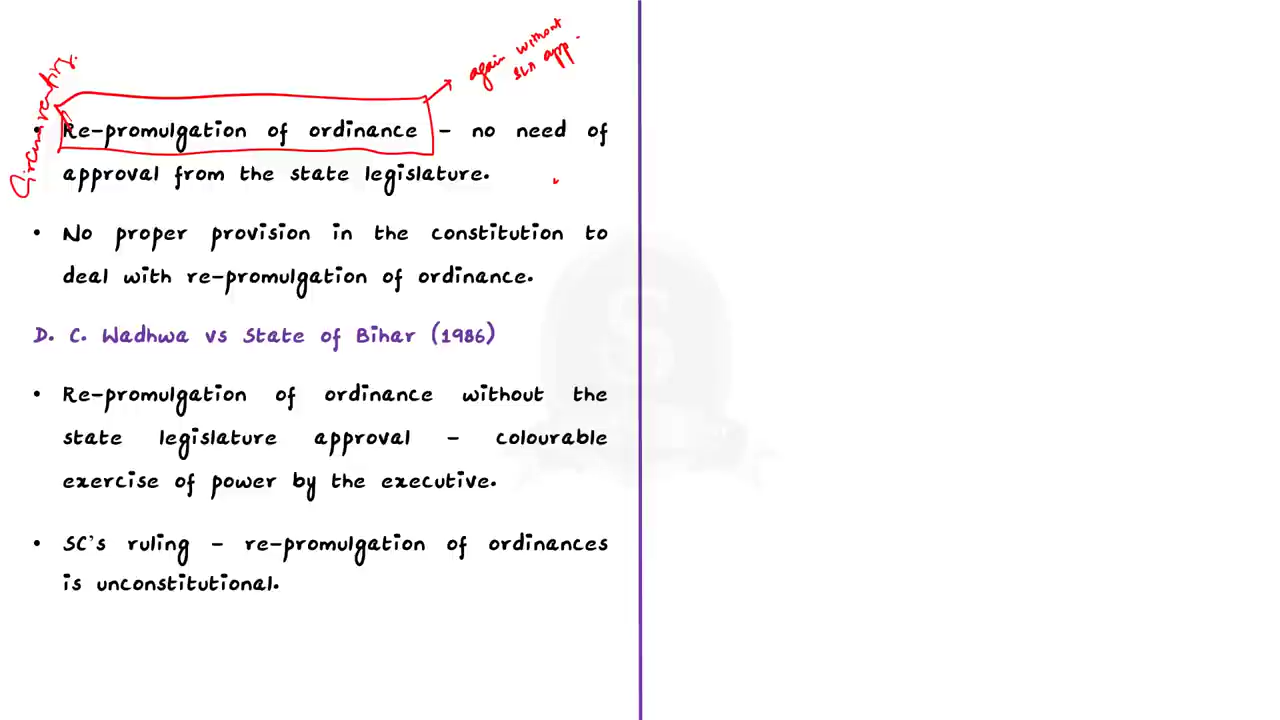 again without
SLA app.
Circumventing.
• Re-promulgation of ordinance - no need of
approval from the state legislature.
• No proper provision in the constitution to
deal with re-promulgation of ordinance.
D. C. Wadhwa vs State of Bihar (1986)
• Re-promulgation of ordinance without the
state legislature approval - colourable
exercise of power by the executive.
• SC's ruling - re-promulgation of ordinances
is unconstitutional.
S